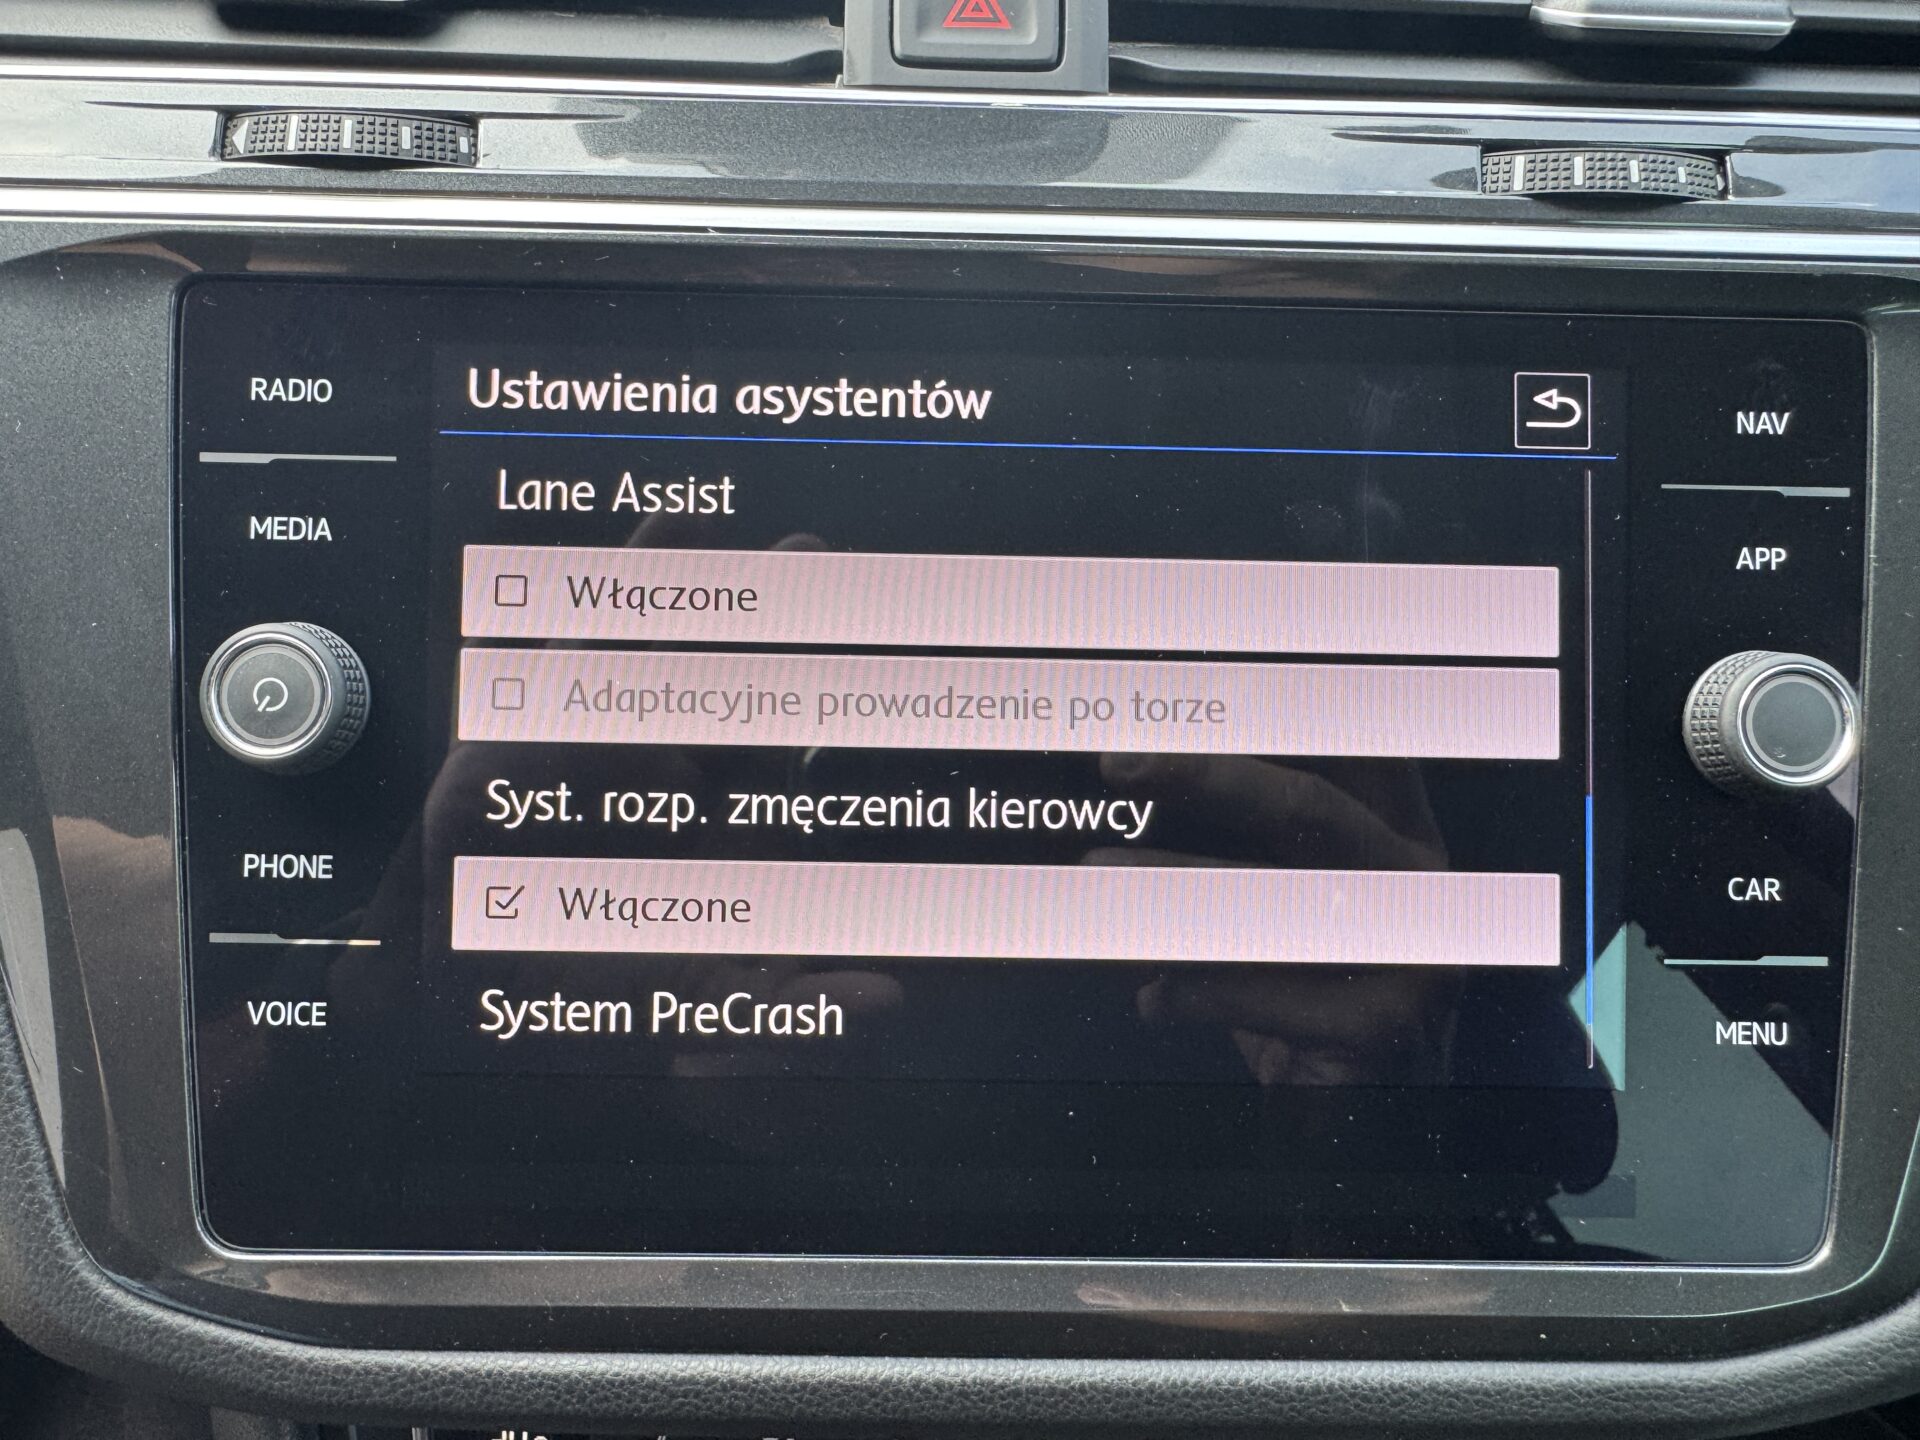 RADIO
MEDIA
PHONE
VOICE
Ustawienia asystentów
Lane Assist
Włączone
Adaptacyjne prowadzenie po torze
Syst. rozp. zmęczenia kierowcy
Włączone
System PreCrash
NAV
APP
CAR
MENU